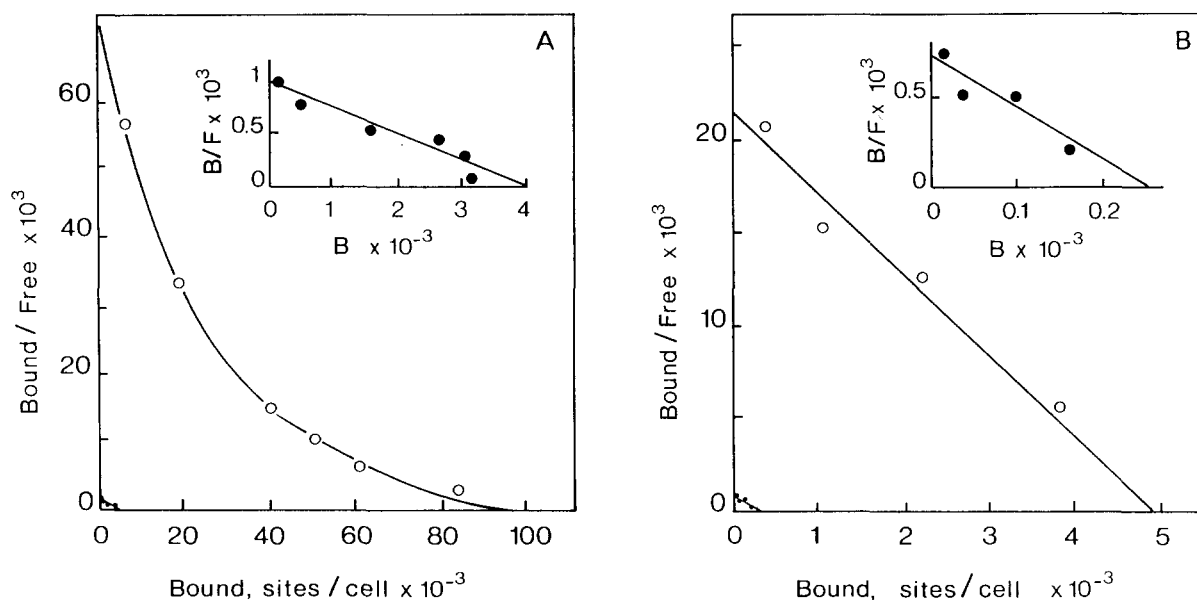 A
60
40
20
0
Bound / Free x 10³
0 20 40 60 80 100
Bound, sites / cell x 10⁻³
1
0.5
0
B/F x 10³
0 1 2 3 4
B x 10⁻³
B
20
10
0
Bound / Free x 10³
0 1 2 3 4 5
Bound, sites / cell x 10⁻³
0.5
0
B/F x 10³
0 0.1 0.2
B x 10⁻³